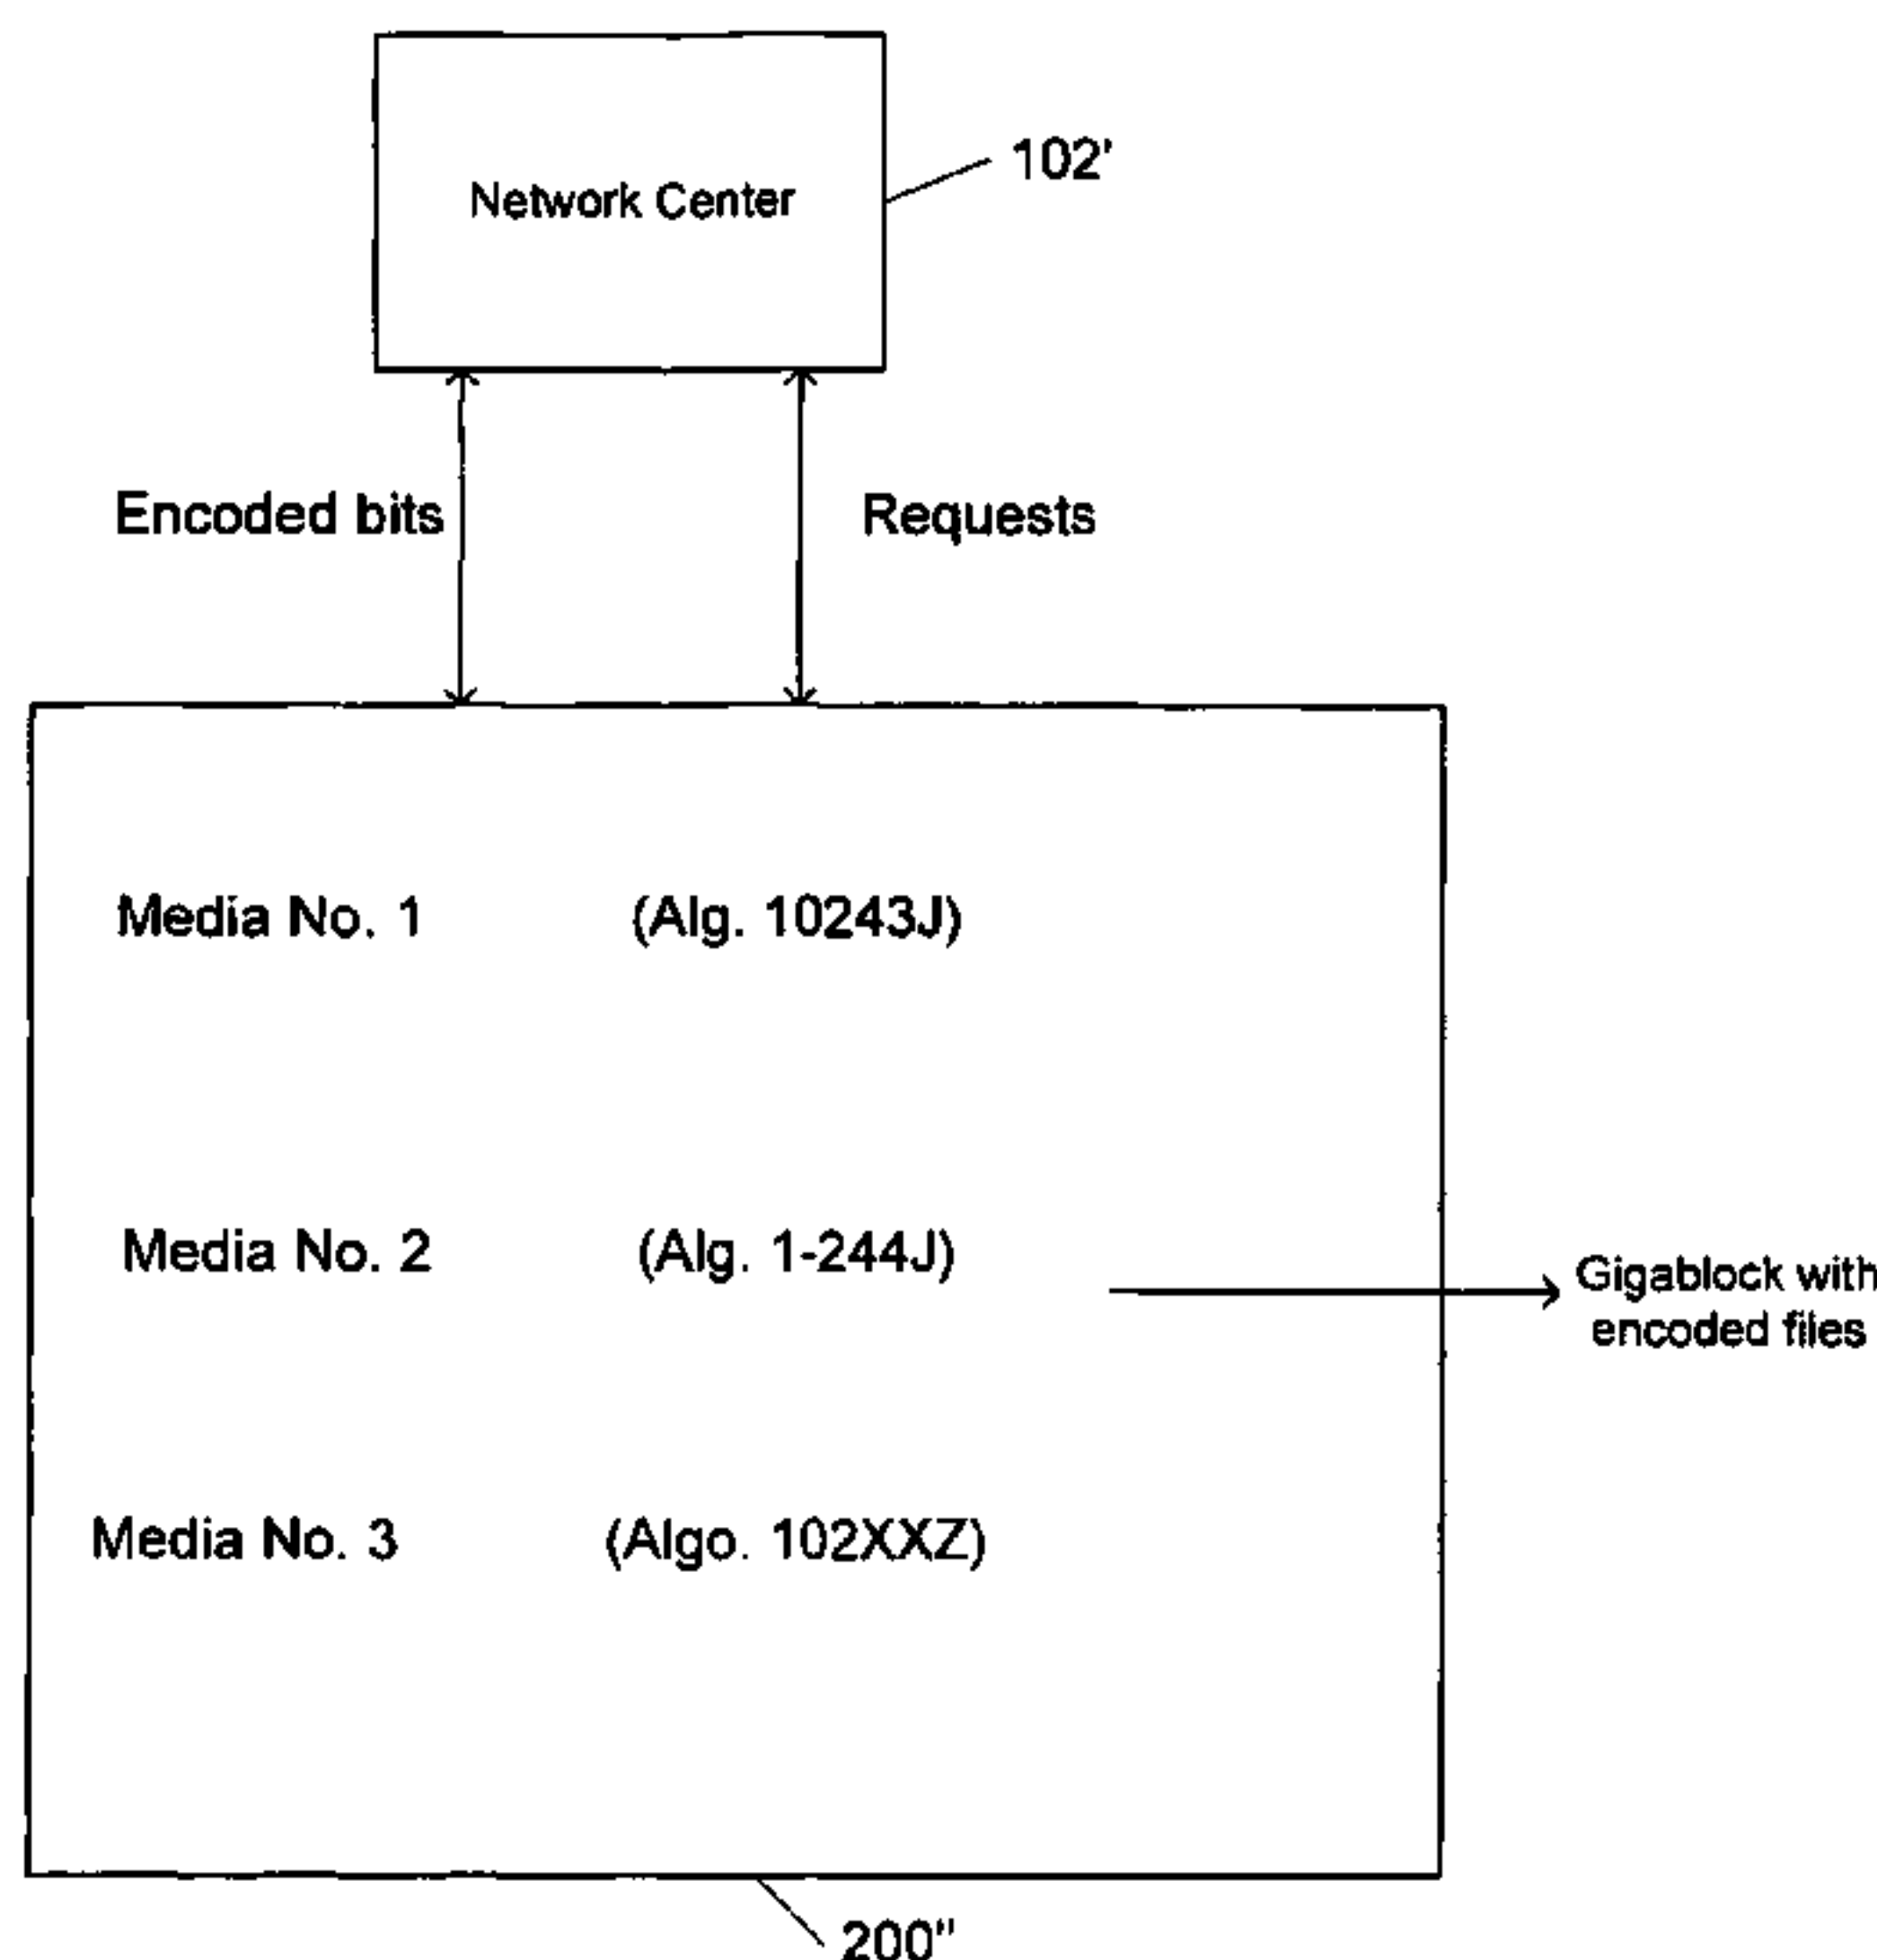 102'
Network Center
Encoded bits
Requests
Media No. 1 (Alg. 10243J)
Media No. 2 (Alg. 1-244J)
Gigablock with
encoded files
Media No. 3 (Algo. 102XXZ)
200"